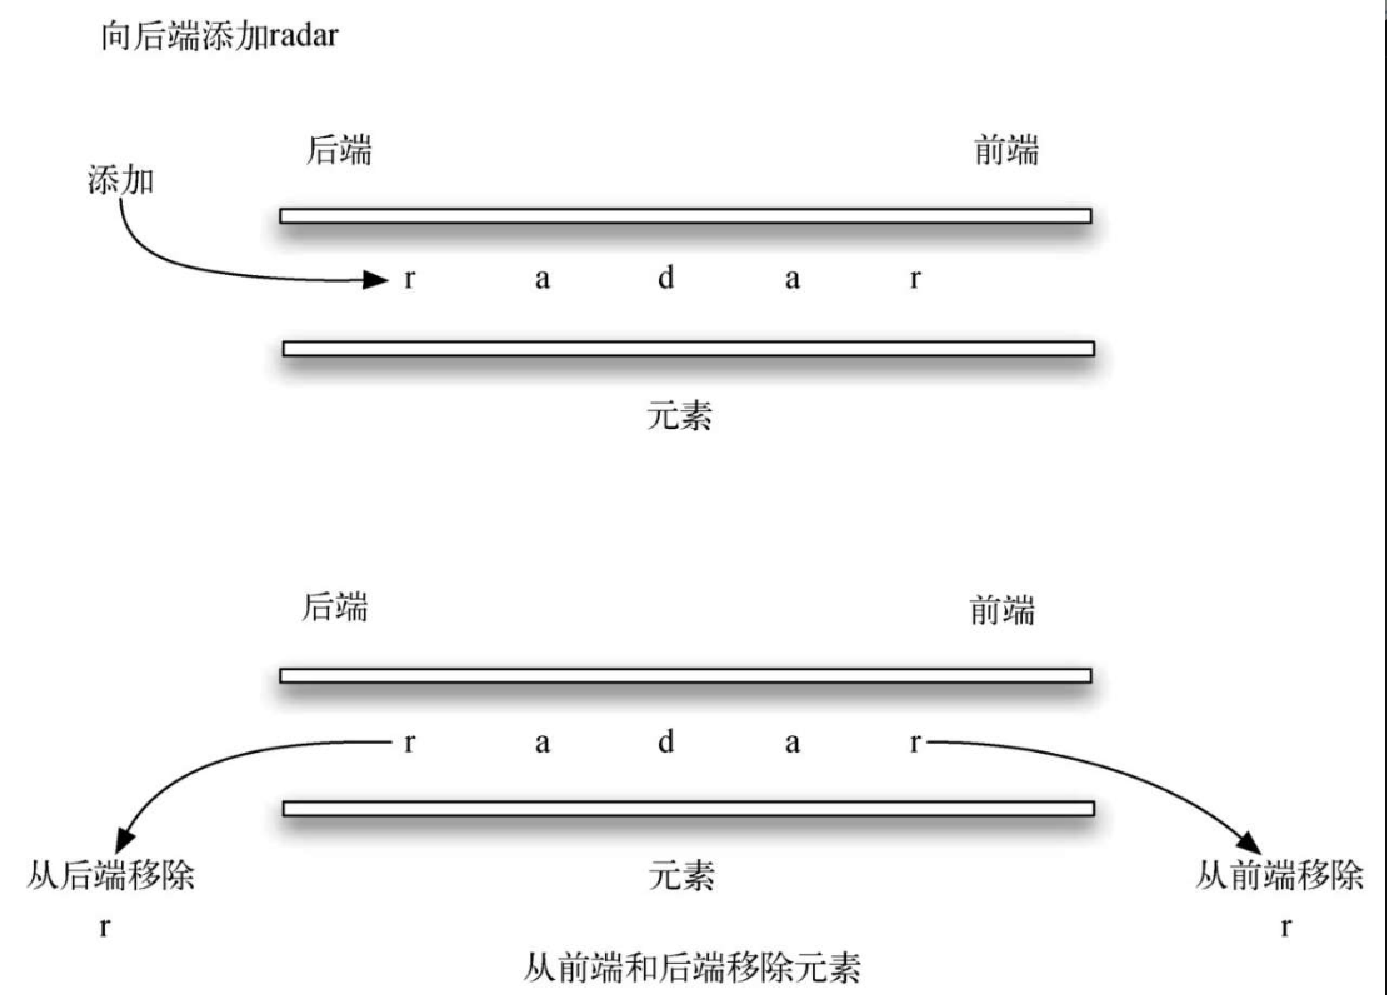 向后端添加radar
后端 前端
添加
r a d a r
元素
后端 前端
r a d a r
从后端移除 元素 从前端移除
r r
从前端和后端移除元素